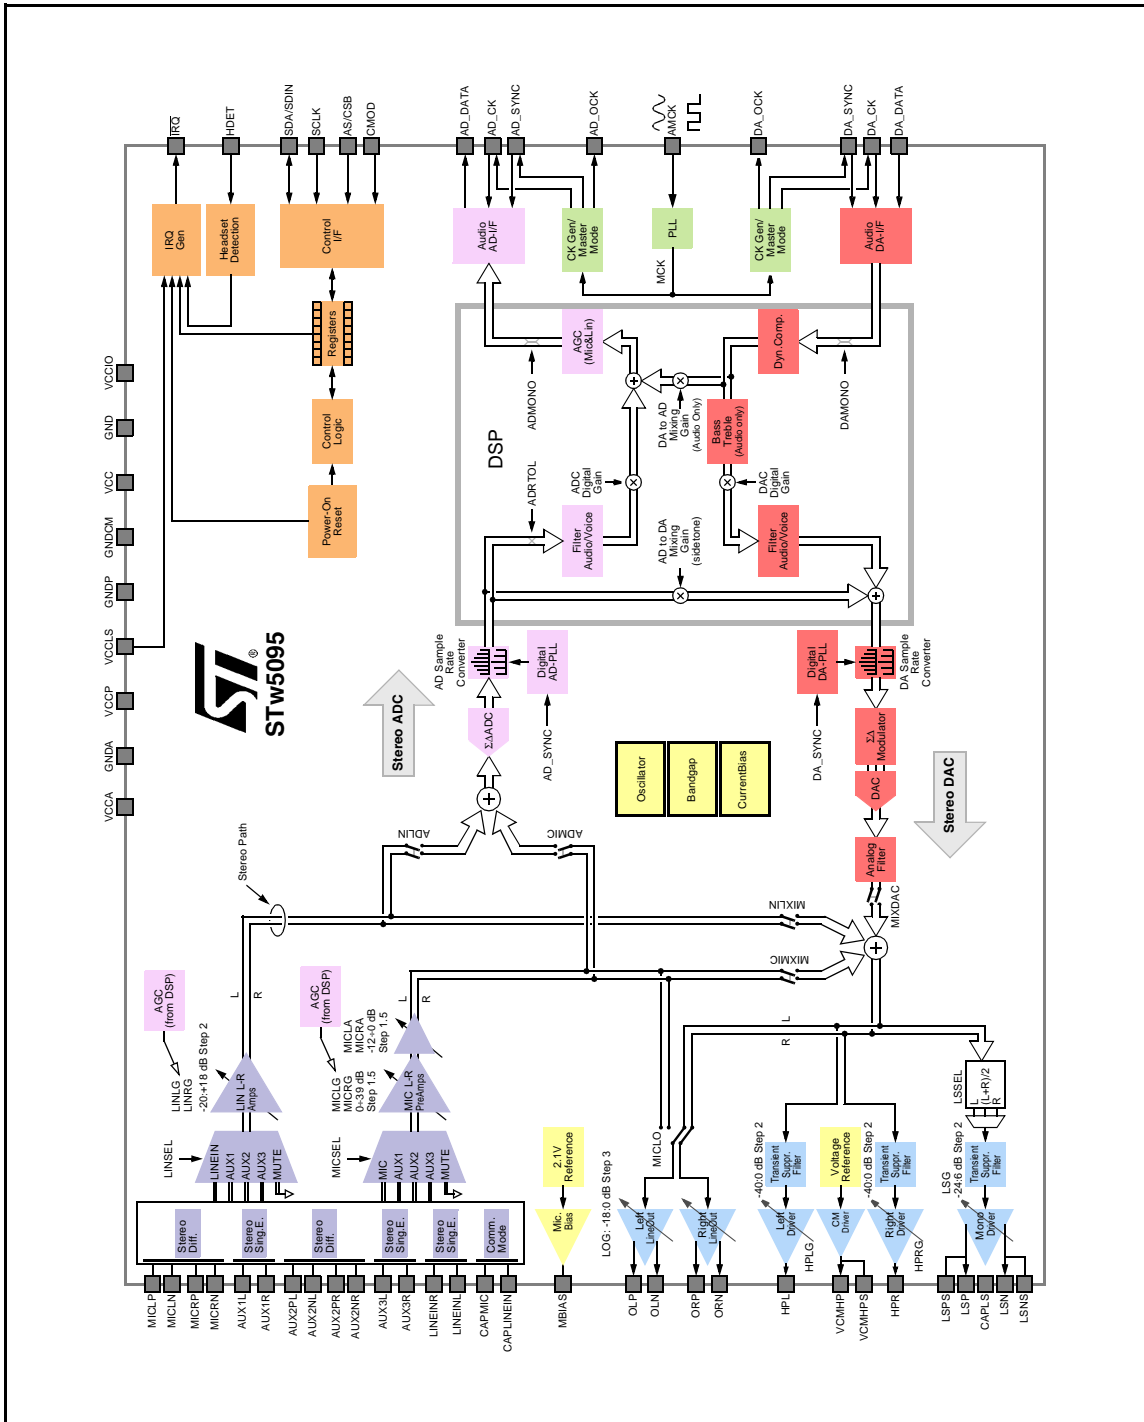 IRQ
HDET
SDA/SDIN
SCLK
AS/CSB
CMOD
AD_DATA
AD_CK
AD_SYNC
AD_OCK
AMCK
DA_OCK
DA_SYNC
DA_CK
DA_DATA
IRQ
Gen
Headset
Detection
Control
I/F
Audio
AD-I/F
CK Gen/
Master
Mode
PLL
MCK
CK Gen/
Master
Mode
Audio
DA-I/F
Registers
Control
Logic
Power-On
Reset
VCCIO
GND
VCC
GNDCM
GNDP
VCCLS
VCCP
GNDA
VCCA
DSP
AGC
(Mic&Lin)
ADMONO
Dyn.Comp.
DAMONO
DA to AD
Mixing
Gain
(Audio Only)
Bass
Treble
(Audio only)
ADRTOL
ADC
Digital
Gain
DAC
Digital
Gain
Filter
Audio/Voice
AD to DA
Mixing
Gain
(sidetone)
Filter
Audio/Voice
ST
®
STw5095
Stereo ADC
AD Sample
Rate
Converter
Digital
AD-PLL
AD_SYNC
ΣΔADC
Digital
DA-PLL
DA_SYNC
DA Sample
Rate
Converter
ΣΔ
Modulator
DAC
Analog
Filter
Stereo DAC
Oscillator
Bandgap
CurrentBias
Stereo Path
ADLIN
ADMIC
MIXLIN
MIXMIC
MIXDAC
AGC
(from DSP)
L
R
LINLG
LINRG
-20:+18 dB Step 2
LIN L-R
Amps
AGC
(from DSP)
L
R
MICLA
MICRA
-12÷0 dB
Step 1.5
MICLG
MICRG
0÷39 dB
Step 1.5
MIC L-R
PreAmps
LINSEL
LINEIN
AUX1
AUX2
AUX3
MUTE
MICSEL
MIC
AUX1
AUX2
AUX3
MUTE
Stereo
Diff.
Stereo
Sing.E.
Stereo
Diff.
Stereo
Sing.E.
Stereo
Sing.E.
Comm.
Mode
2.1V
Reference
Mic.
Bias
MICLO
LOG: -18:0 dB Step 3
Left
LineOut
Right
LineOut
L
R
-40:0 dB Step 2
Transient
Suppr.
Filter
Left
Driver
HPLG
Voltage
Reference
CM
Driver
-40:0 dB Step 2
Transient
Suppr.
Filter
Right
Driver
HPRG
LSSEL
L
(L+R)/2
R
LSG
-24:6 dB Step 2
Transient
Suppr.
Filter
Mono
Driver
MICLP
MICLN
MICRP
MICRN
AUX1L
AUX1R
AUX2PL
AUX2NL
AUX2PR
AUX2NR
AUX3L
AUX3R
LINEINR
LINEINL
CAPMIC
CAPLINEIN
MBIAS
OLP
OLN
ORP
ORN
HPL
VCMHP
VCMHPS
HPR
LSPS
LSP
CAPLS
LSN
LSNS